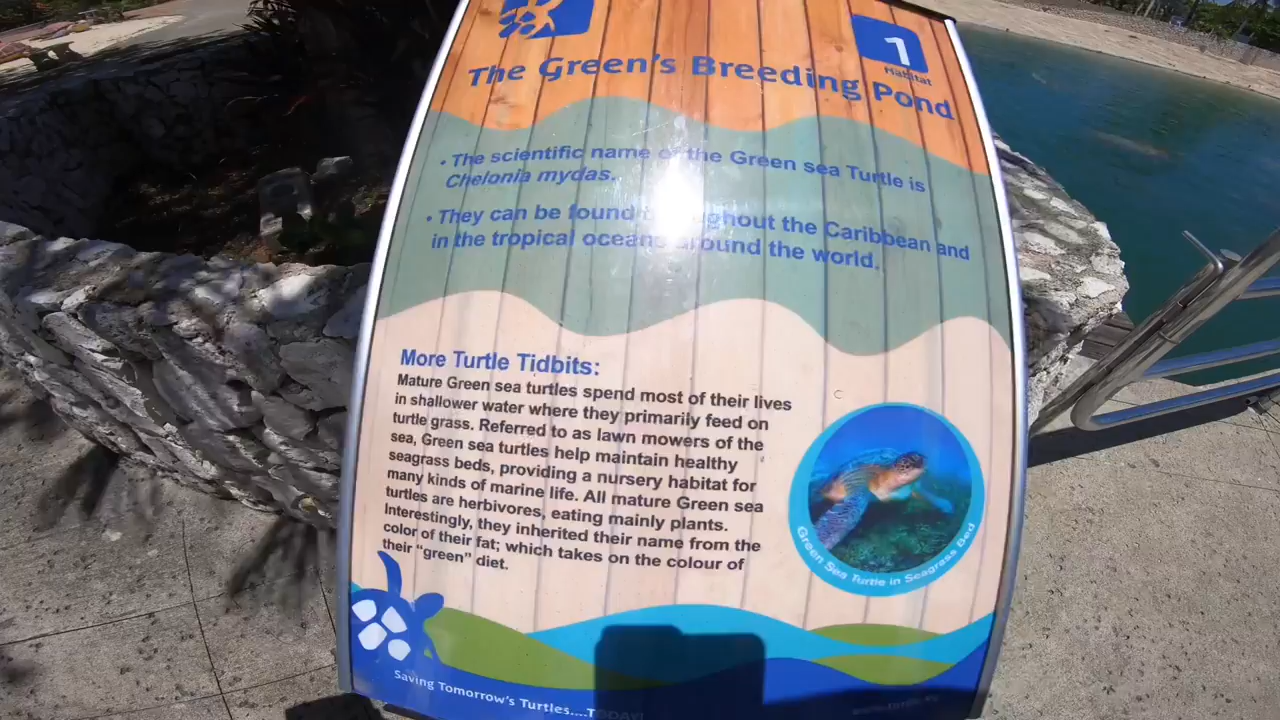 1
Habitat
The Green's Breeding Pond
• The scientific name of the Green sea Turtle is
Chelonia mydas.
• They can be found throughout the Caribbean and
in the tropical oceans around the world.
More Turtle Tidbits:
Mature Green sea turtles spend most of their lives
in shallower water where they primarily feed on
turtle grass. Referred to as lawn mowers of the
sea, Green sea turtles help maintain healthy
seagrass beds, providing a nursery habitat for
many kinds of marine life. All mature Green sea
turtles are herbivores, eating mainly plants.
Interestingly, they inherited their name from the
color of their fat; which takes on the colour of
their “green” diet.
Green Sea Turtle in Seagrass Bed
Saving Tomorrow's Turtles....TODAY!